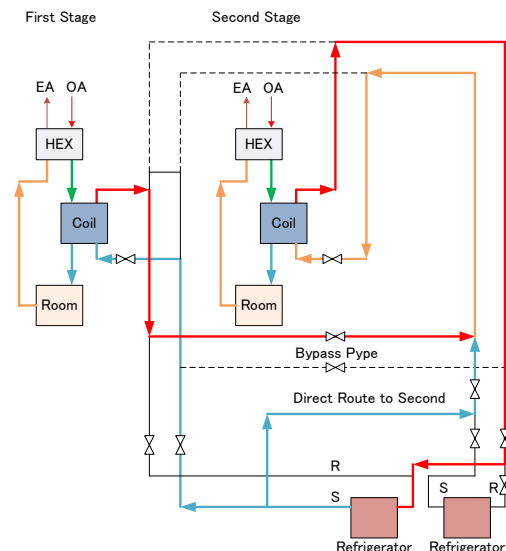 First Stage
Second Stage
EA OA
EA OA
HEX
HEX
Coil
Coil
Room
Room
Bypass Pype
Direct Route to Second
R
S
S
R
Refrigerator
Refrigerator